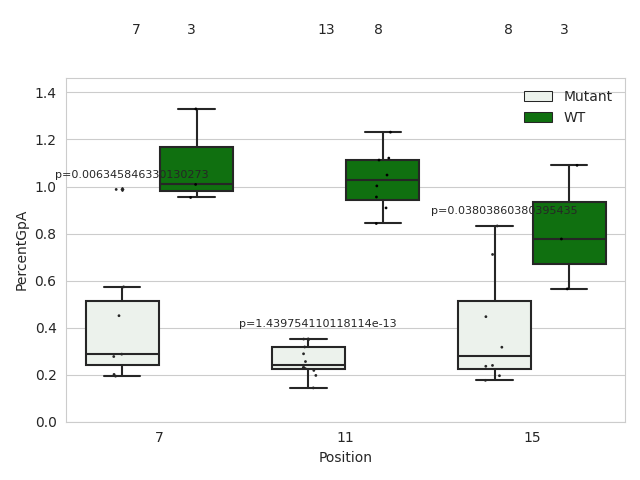 7 3 13 8 8 3
1.4
Mutant
WT
1.2
p=0.006345846330130273
1.0
p=0.03803860380395435
0.8
PercentGpA
0.6
p=1.439754110118114e-13
0.4
0.2
0.0
7 11 15
Position